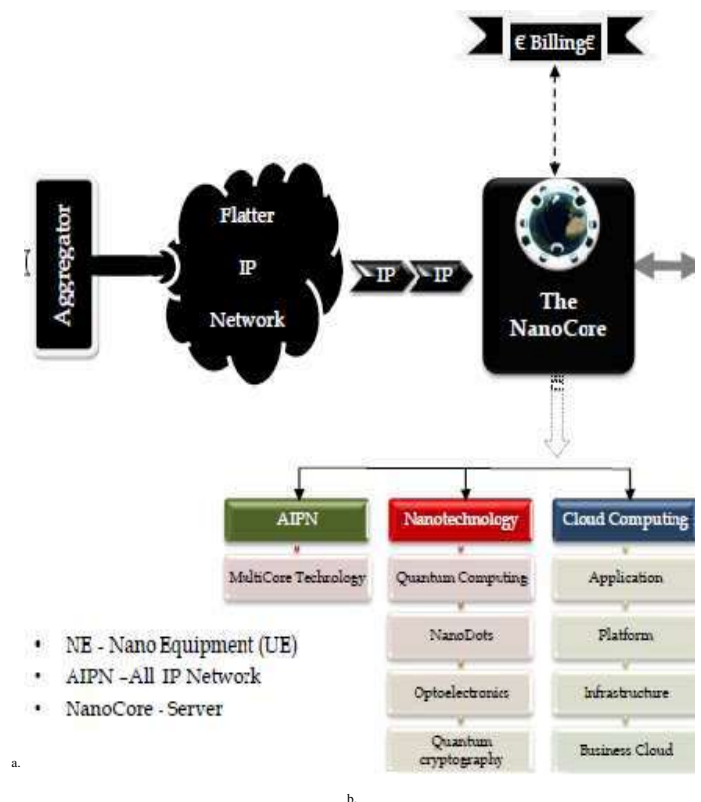 € Billing€
Aggregator
Flatter
IP
Network
IP IP
The
NanoCore
AIPN
Nanotechnology
Cloud Computing
MultiCore Technology
Quantum Computing
Application
NanoDots
Platform
Optoelectronics
Infrastructure
Quantum
cryptography
Business Cloud
• NE - Nano Equipment (UE)
• AIPN –All IP Network
• NanoCore - Server
a.
b.